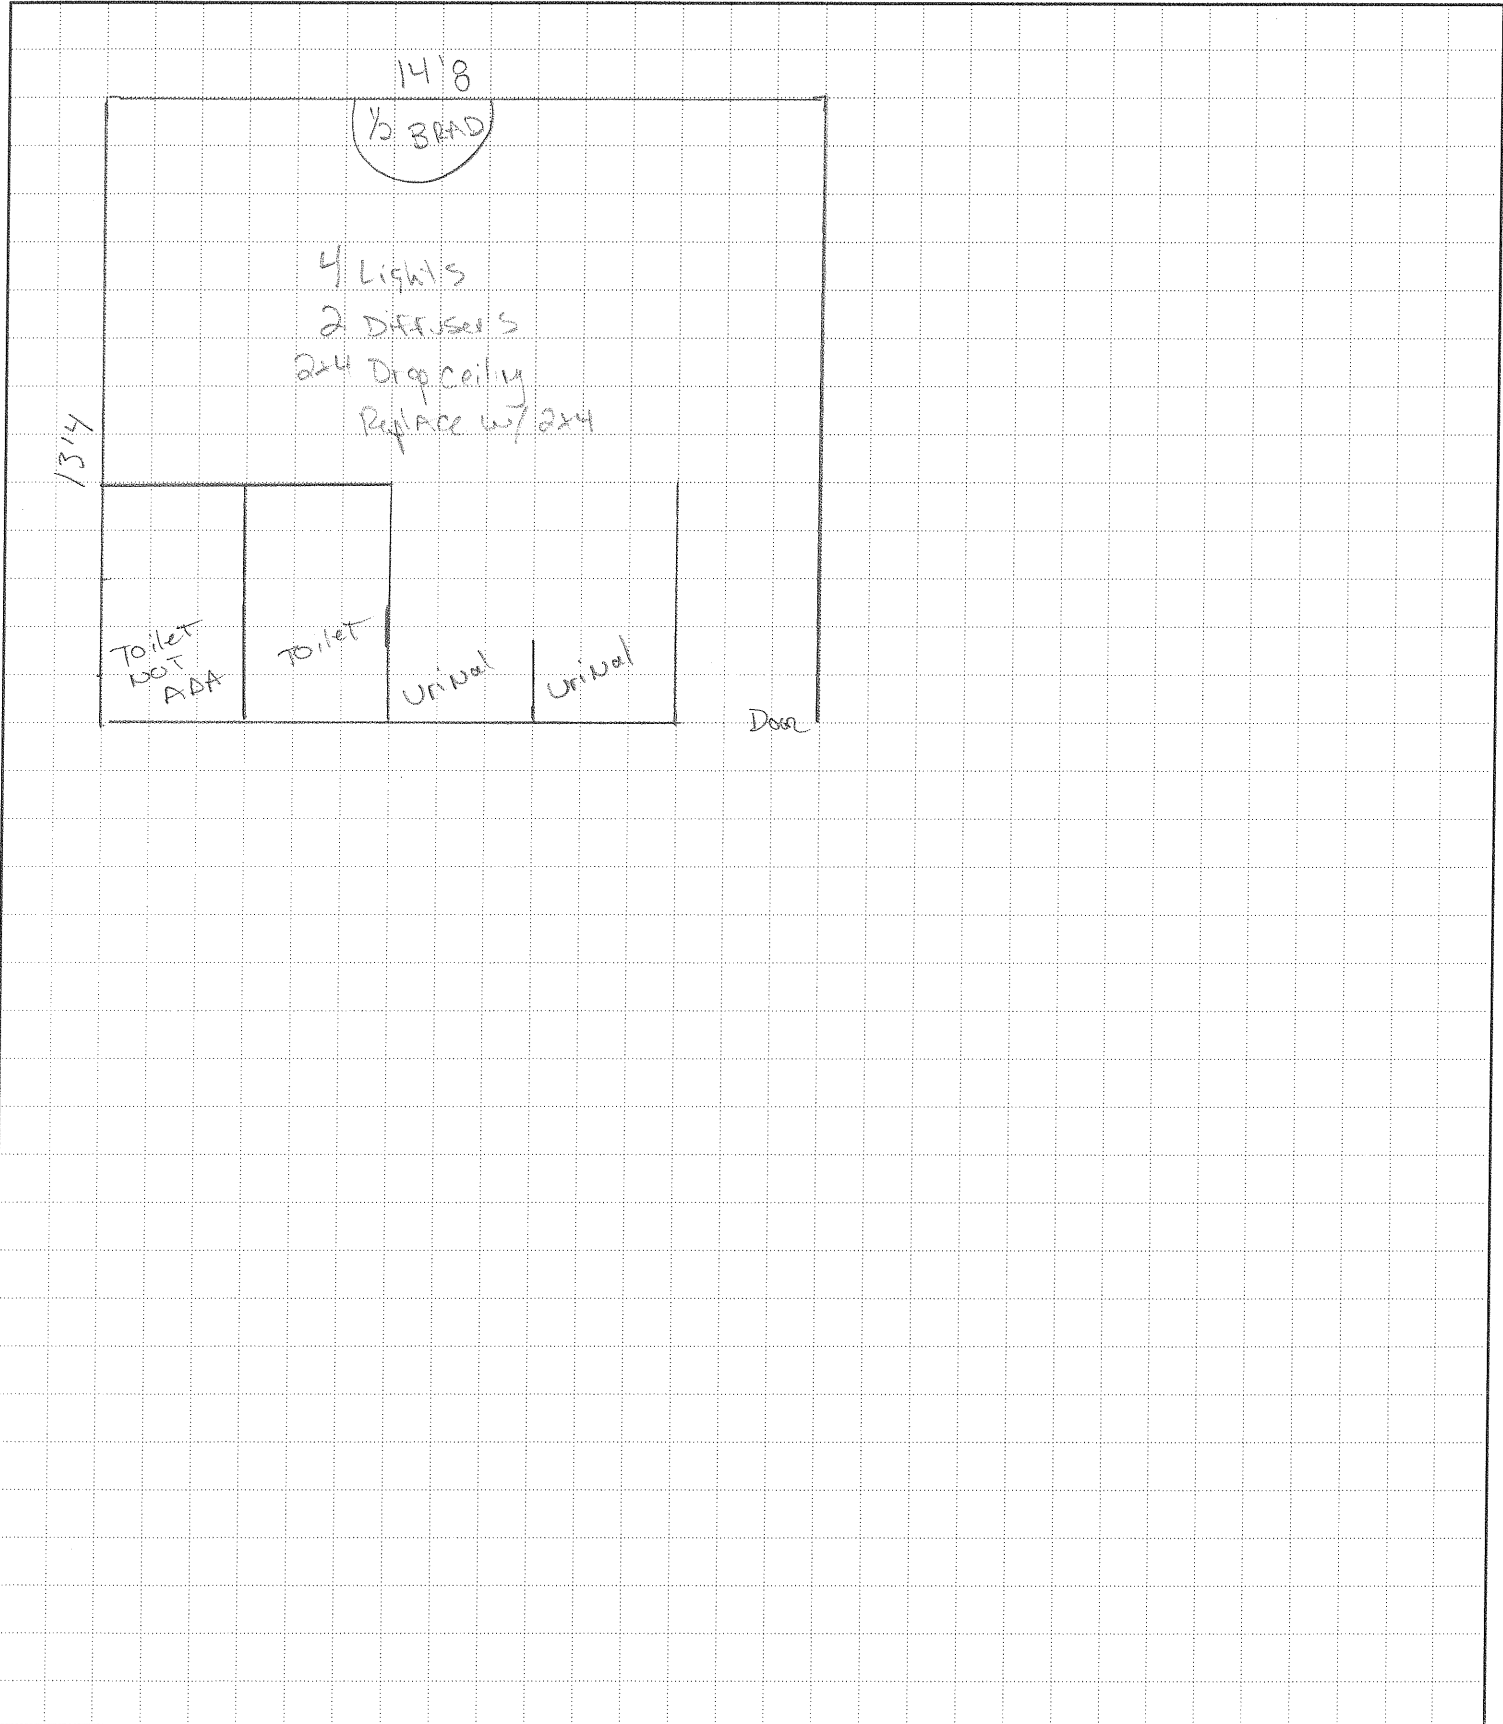 14'8
1/2 BRAD
4 Lights
2 Diffusers
2x4 Drop Ceiling
Replace w/ 2x4
13'4
Toilet
NOT
ADA
Toilet
Urinal
Urinal
Door